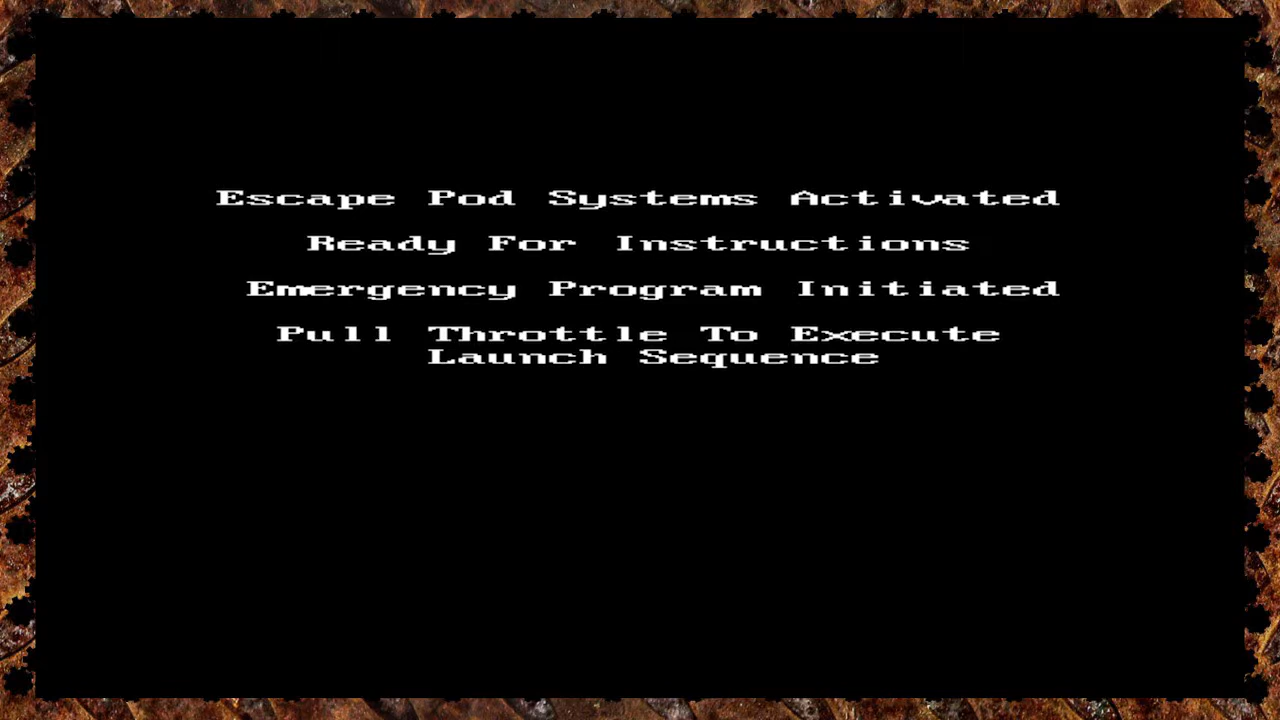 Escape Pod Systems Activated
Ready For Instructions
Emergency Program Initiated
Pull Throttle To Execute
Launch Sequence